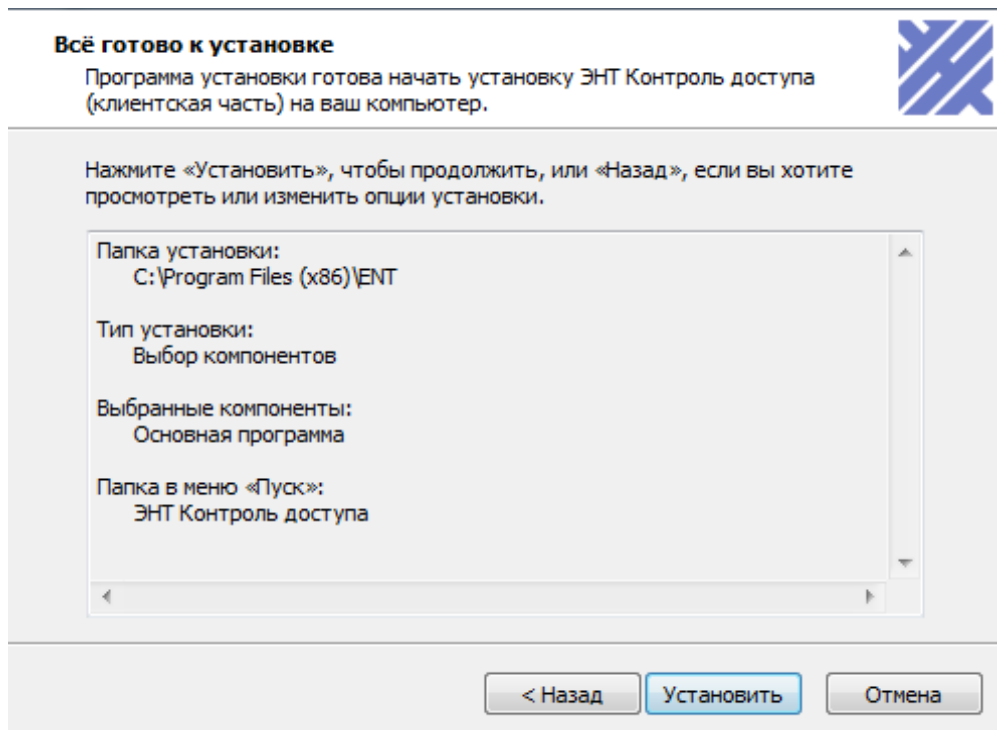 Всё готово к установке
Программа установки готова начать установку ЭНТ Контроль доступа
(клиентская часть) на ваш компьютер.
Нажмите «Установить», чтобы продолжить, или «Назад», если вы хотите
просмотреть или изменить опции установки.
Папка установки:
C:\Program Files (x86)\ENT
Тип установки:
Выбор компонентов
Выбранные компоненты:
Основная программа
Папка в меню «Пуск»:
ЭНТ Контроль доступа
< Назад
Установить
Отмена